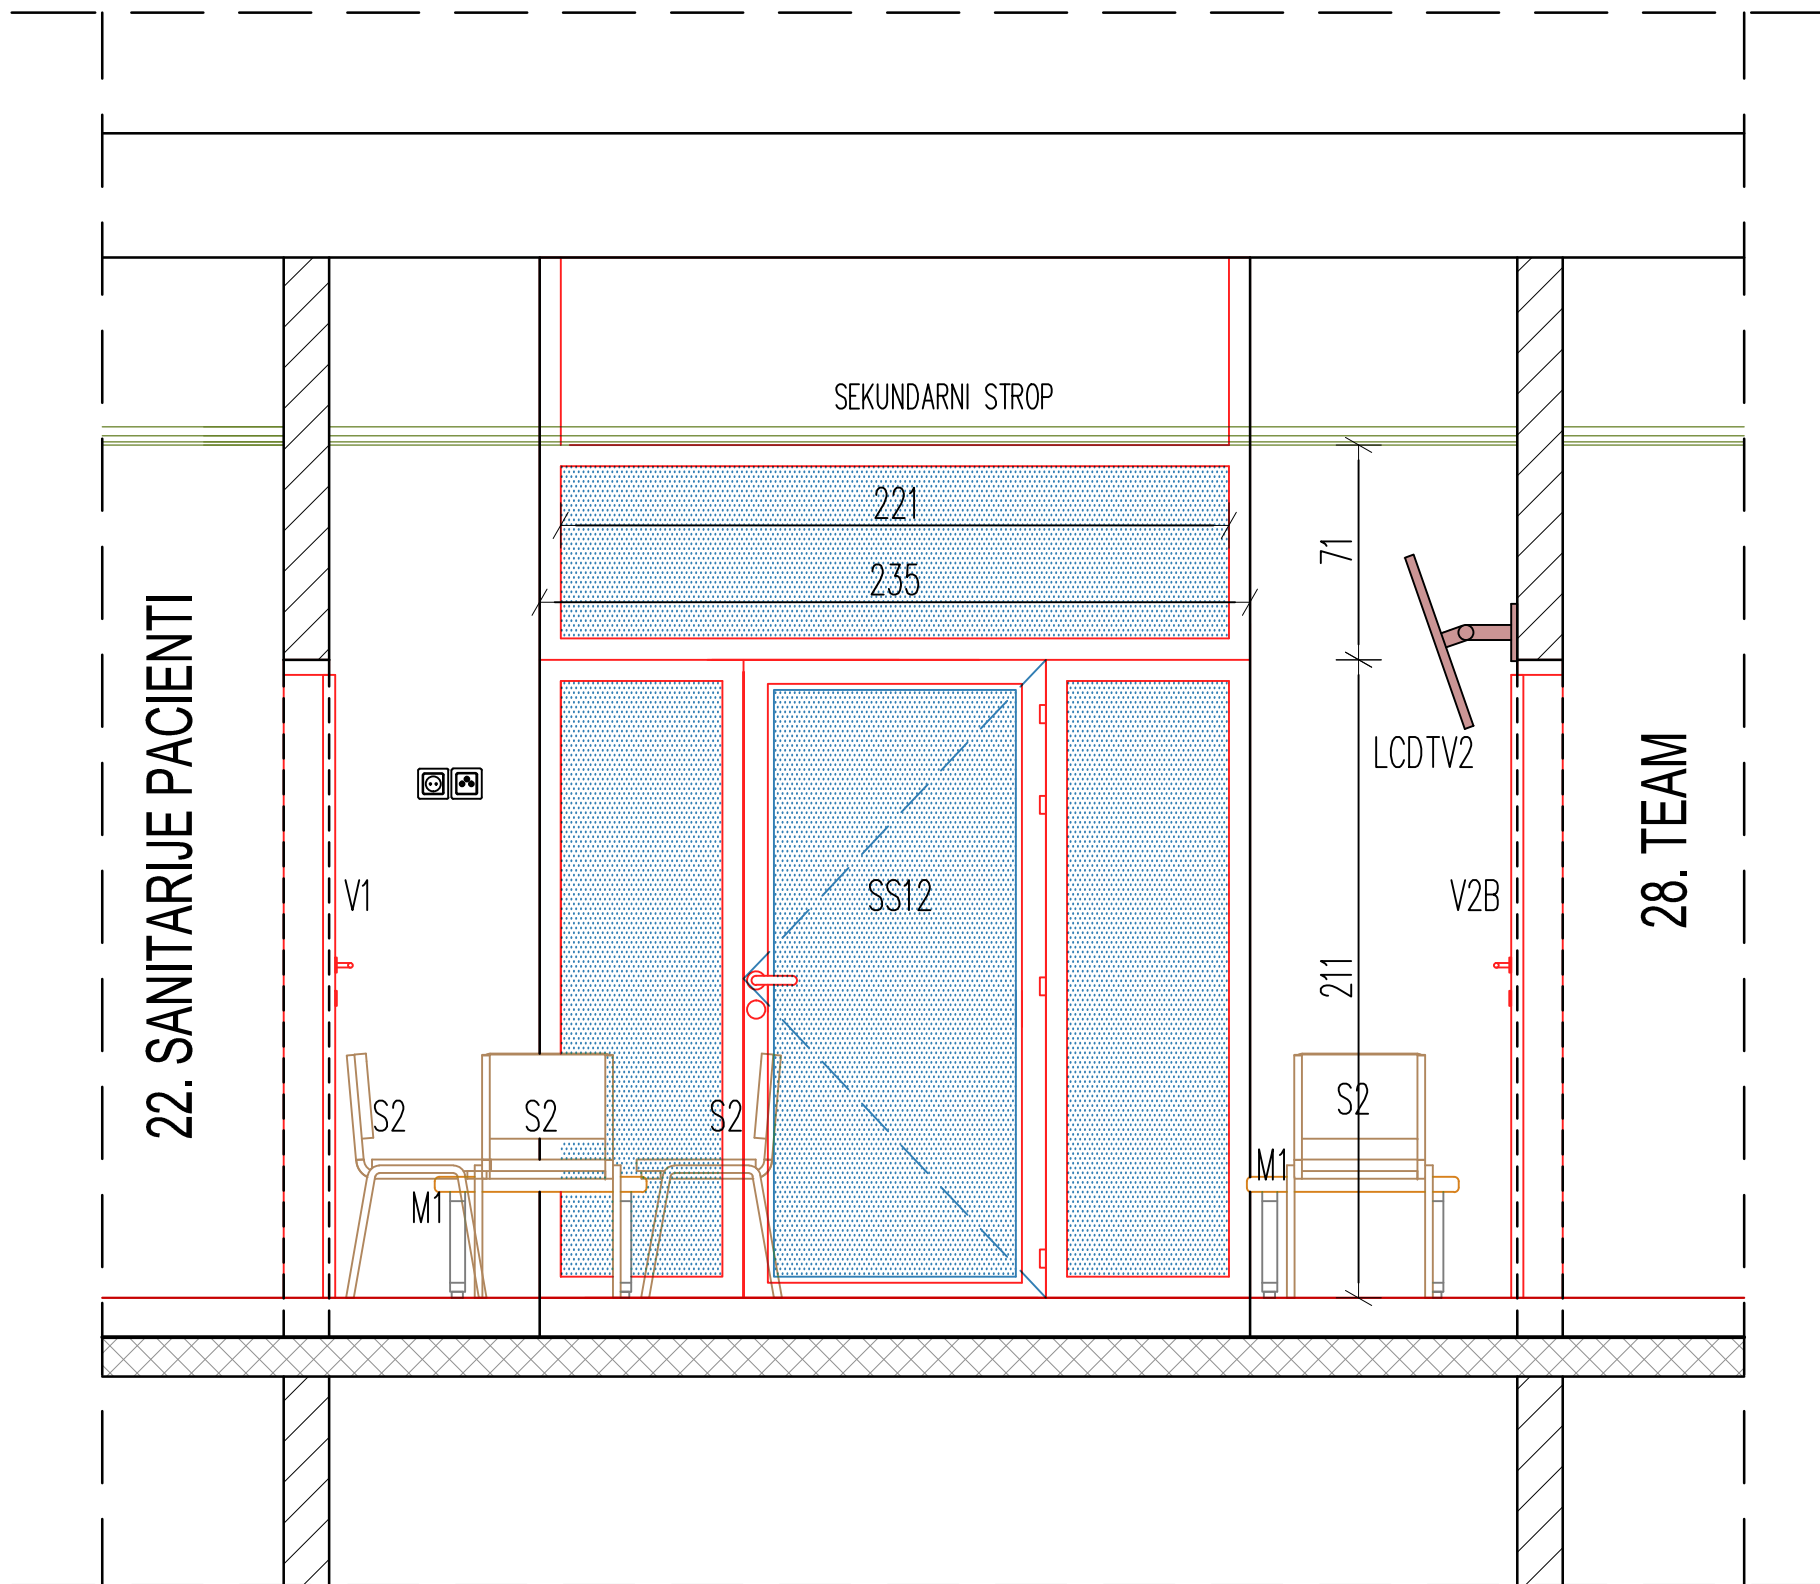 SEKUNDARNI STROP
221
235
71
LCDTV2
22. SANITARIJE PACIENTI
28. TEAM
V1
SS12
V2B
211
S2
S2
S2
S2
M1
M1